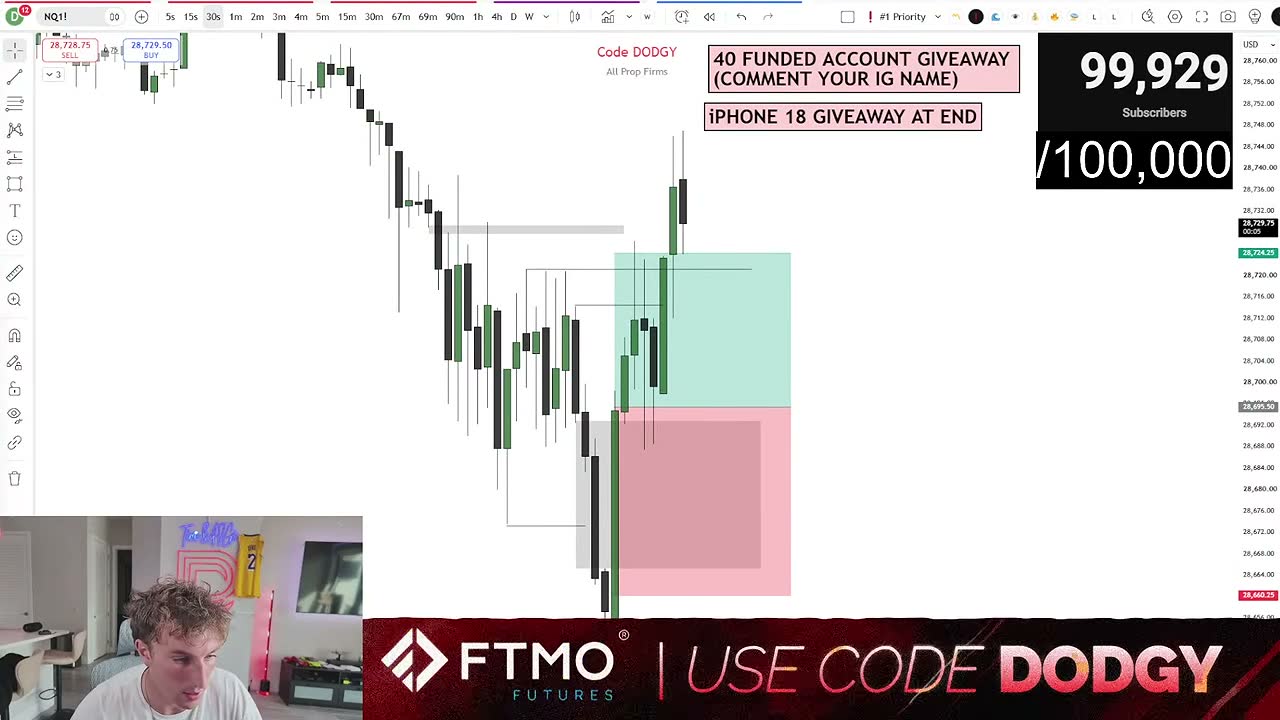 D 12 NQ1! 5s 15s 30s 1m 2m 3m 4m 5m 15m 30m 67m 69m 90m 1h 4h D W #1 Priority L L
28,728.75 SELL
28,729.50 BUY
3
Code DODGY
All Prop Firms
40 FUNDED ACCOUNT GIVEAWAY
(COMMENT YOUR IG NAME)
iPHONE 18 GIVEAWAY AT END
99,929
Subscribers
/100,000
USD
28,760.00
28,756.00
28,752.00
28,748.00
28,744.00
28,740.00
28,736.00
28,732.00
28,729.75
00:05
28,724.25
28,720.00
28,716.00
28,712.00
28,708.00
28,704.00
28,700.00
28,695.50
28,692.00
28,688.00
28,684.00
28,680.00
28,676.00
28,672.00
28,668.00
28,664.00
28,660.25
28,656.00
FTMO ®
FUTURES
USE CODE DODGY